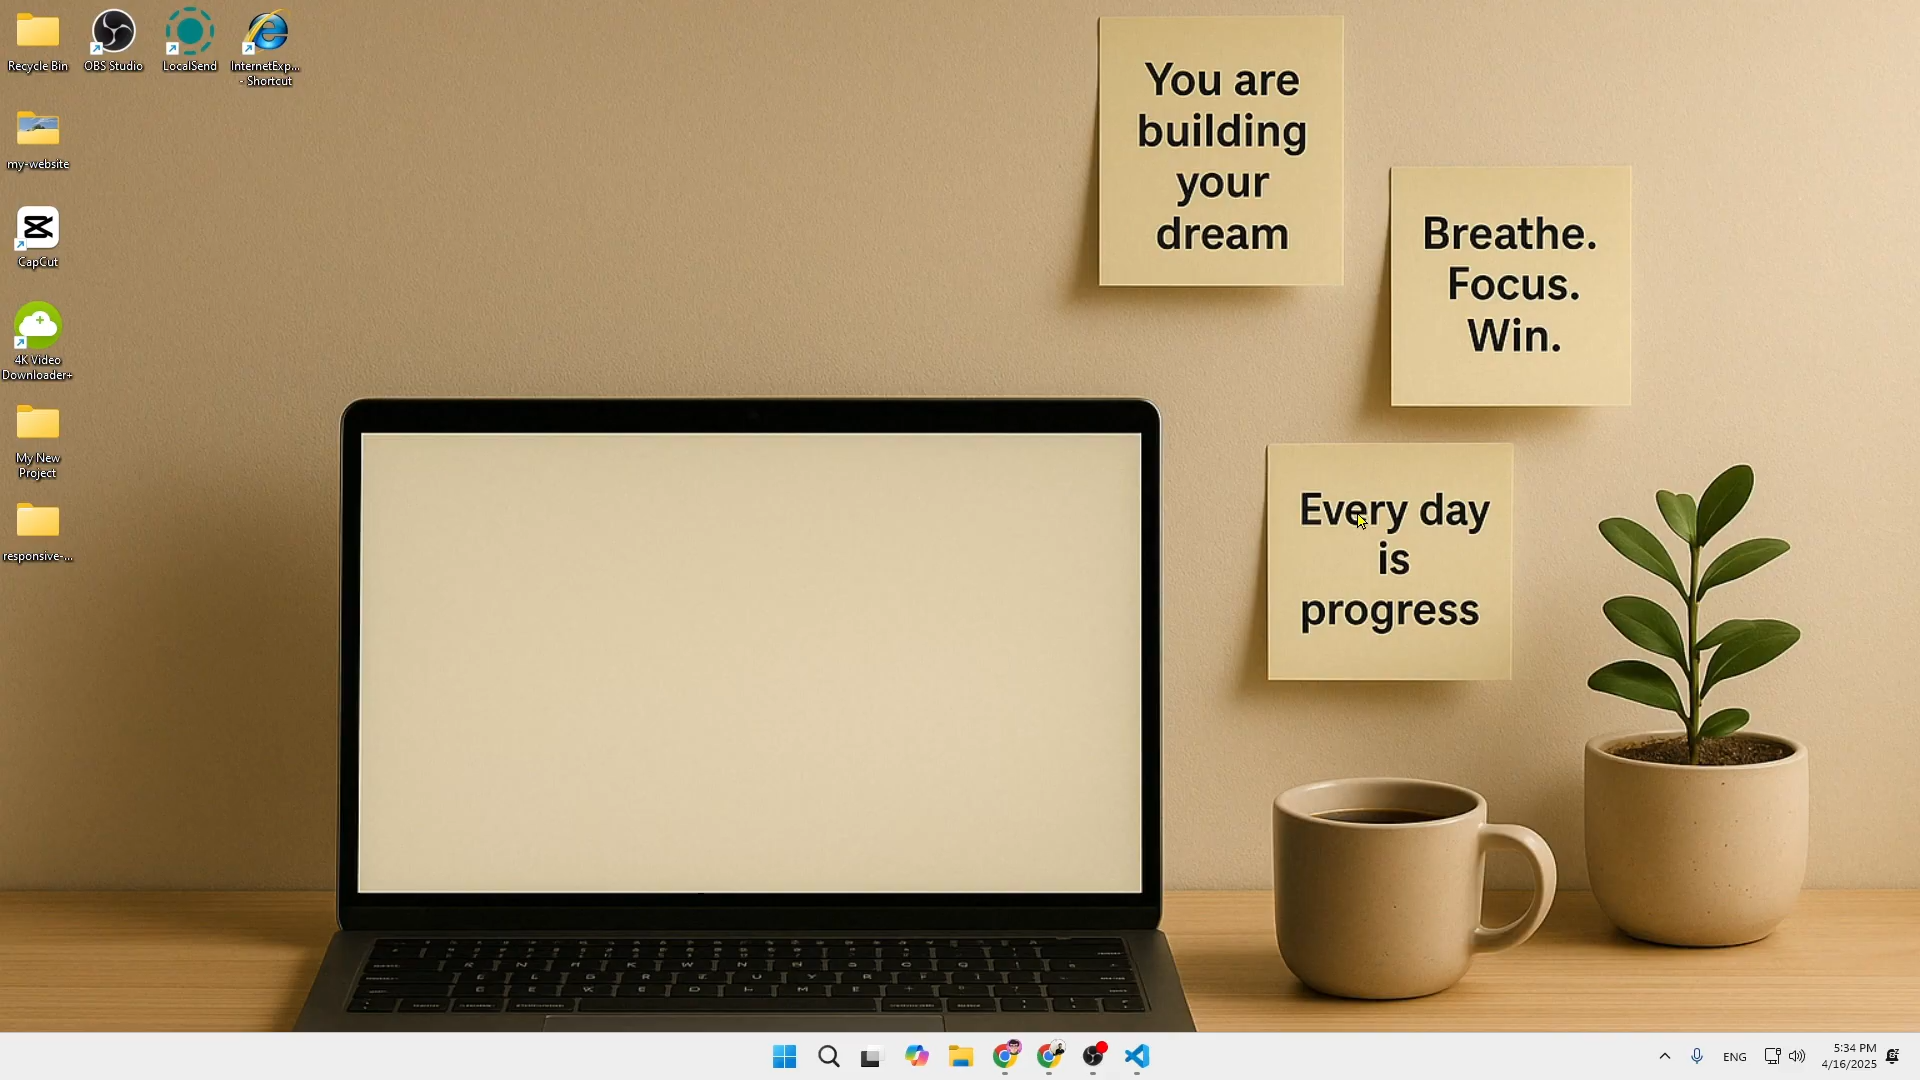 Recycle Bin
OBS Studio
LocalSend
InternetExp...
- Shortcut
my-website
CapCut
4K Video
Downloader+
My New
Project
responsive-...
You are
building
your
dream
Breathe.
Focus.
Win.
Every day
is
progress
ENG
5:34 PM
4/16/2025